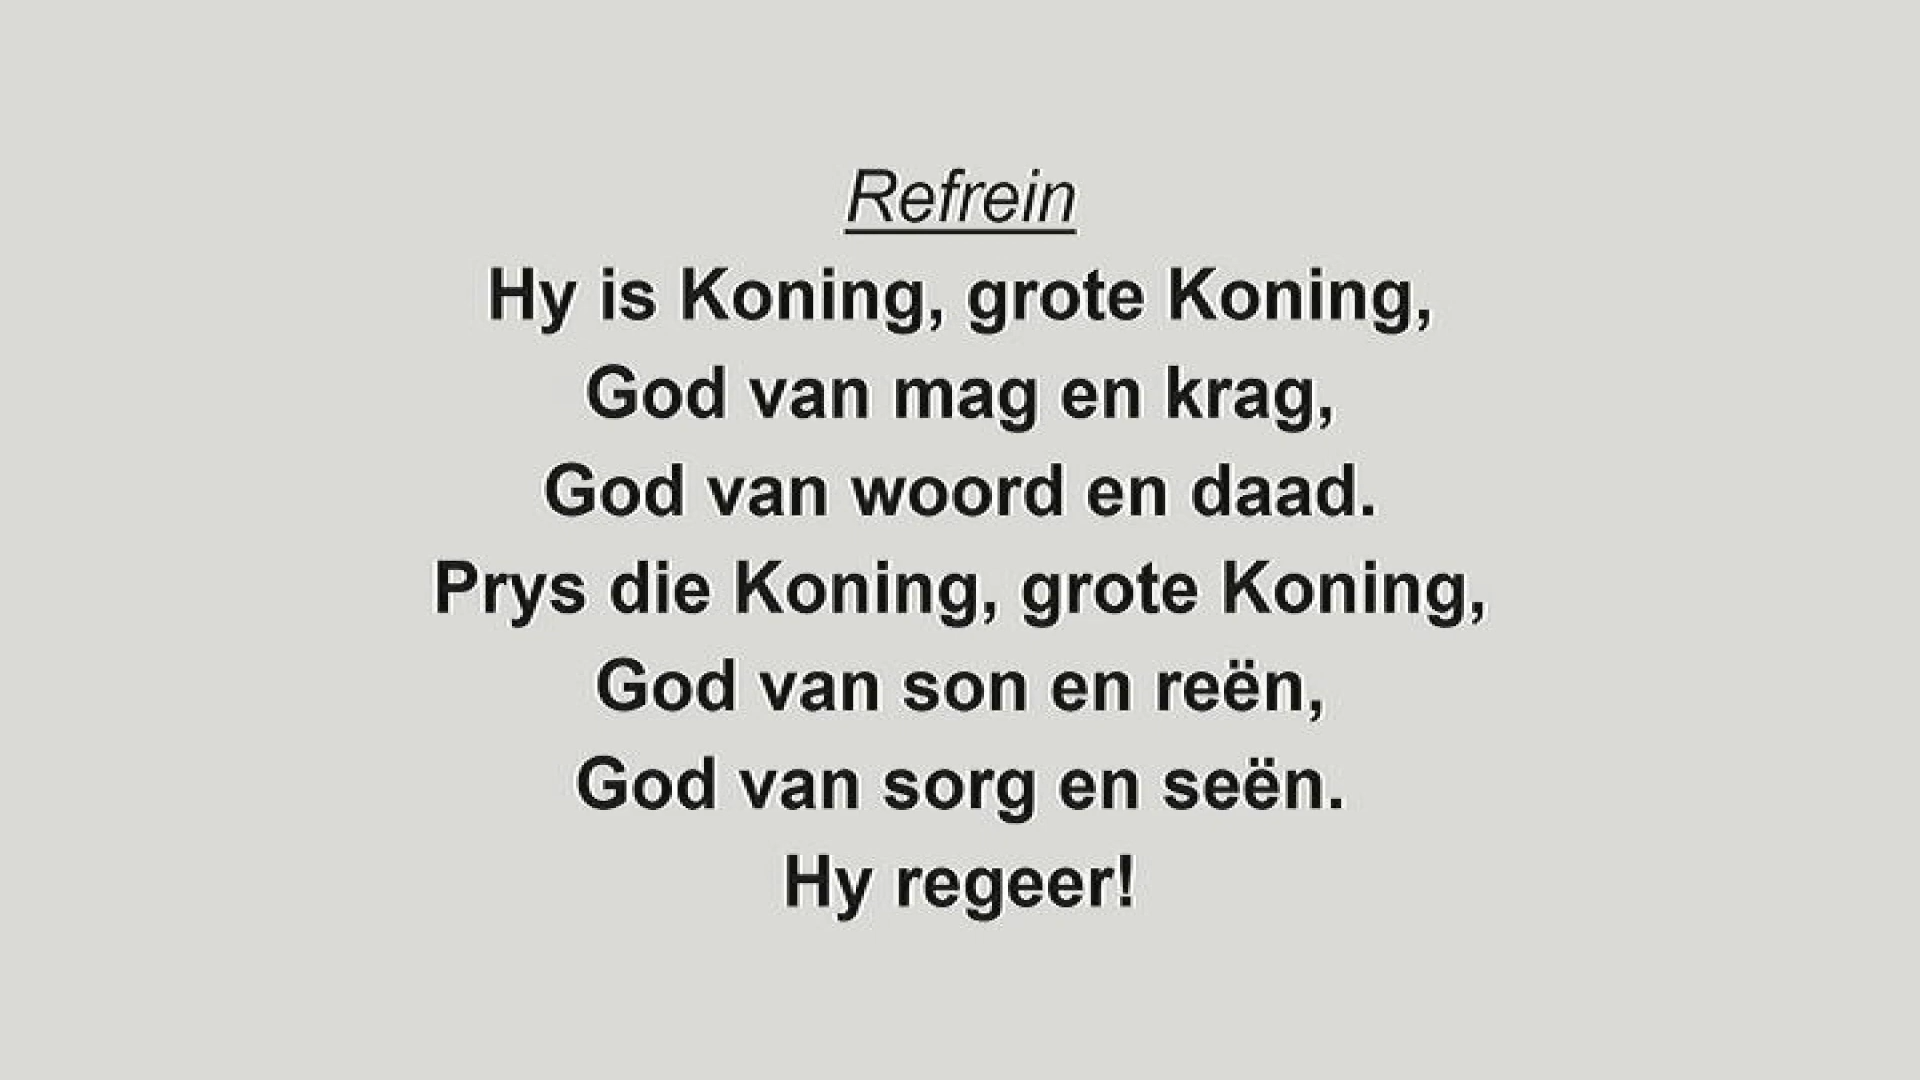 Refrein
Hy is Koning, grote Koning,
God van mag en krag,
God van woord en daad.
Prys die Koning, grote Koning,
God van son en reën,
God van sorg en seën.
Hy regeer!